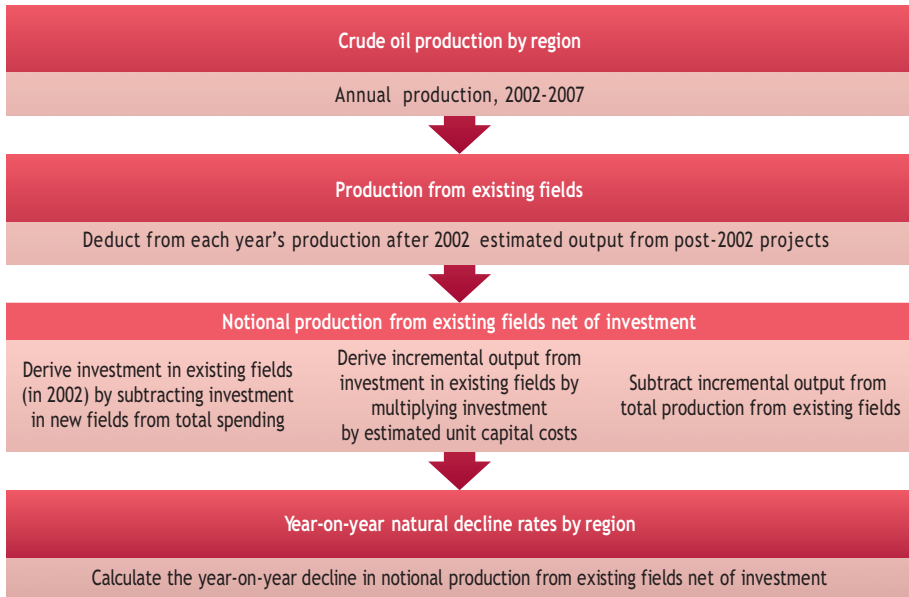 Crude oil production by region
Annual production, 2002-2007
Production from existing fields
Deduct from each year's production after 2002 estimated output from post-2002 projects
Notional production from existing fields net of investment
Derive investment in existing fields
(in 2002) by subtracting investment
in new fields from total spending
Derive incremental output from
investment in existing fields by
multiplying investment
by estimated unit capital costs
Subtract incremental output from
total production from existing fields
Year-on-year natural decline rates by region
Calculate the year-on-year decline in notional production from existing fields net of investment